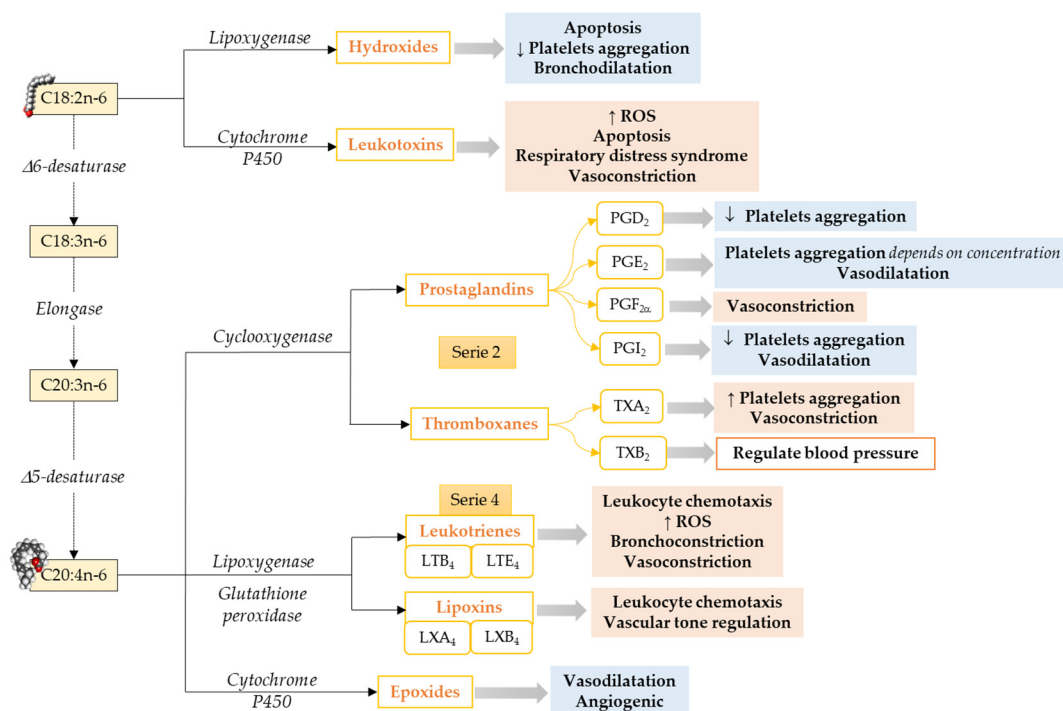 Lipoxygenase
Hydroxides
Apoptosis
↓ Platelets aggregation
Bronchodilatation
C18:2n-6
Cytochrome
P450
Leukotoxins
↑ ROS
Apoptosis
Respiratory distress syndrome
Vasoconstriction
Δ6-desaturase
C18:3n-6
Elongase
C20:3n-6
Δ5-desaturase
C20:4n-6
Cyclooxygenase
Prostaglandins
Serie 2
PGD2
↓ Platelets aggregation
PGE2
Platelets aggregation depends on concentration
Vasodilatation
PGF2α
Vasoconstriction
PGI2
↓ Platelets aggregation
Vasodilatation
Thromboxanes
TXA2
↑ Platelets aggregation
Vasoconstriction
TXB2
Regulate blood pressure
Lipoxygenase
Glutathione
peroxidase
Serie 4
Leukotrienes
LTB4 LTE4
Leukocyte chemotaxis
↑ ROS
Bronchoconstriction
Vasoconstriction
Lipoxins
LXA4 LXB4
Leukocyte chemotaxis
Vascular tone regulation
Cytochrome
P450
Epoxides
Vasodilatation
Angiogenic